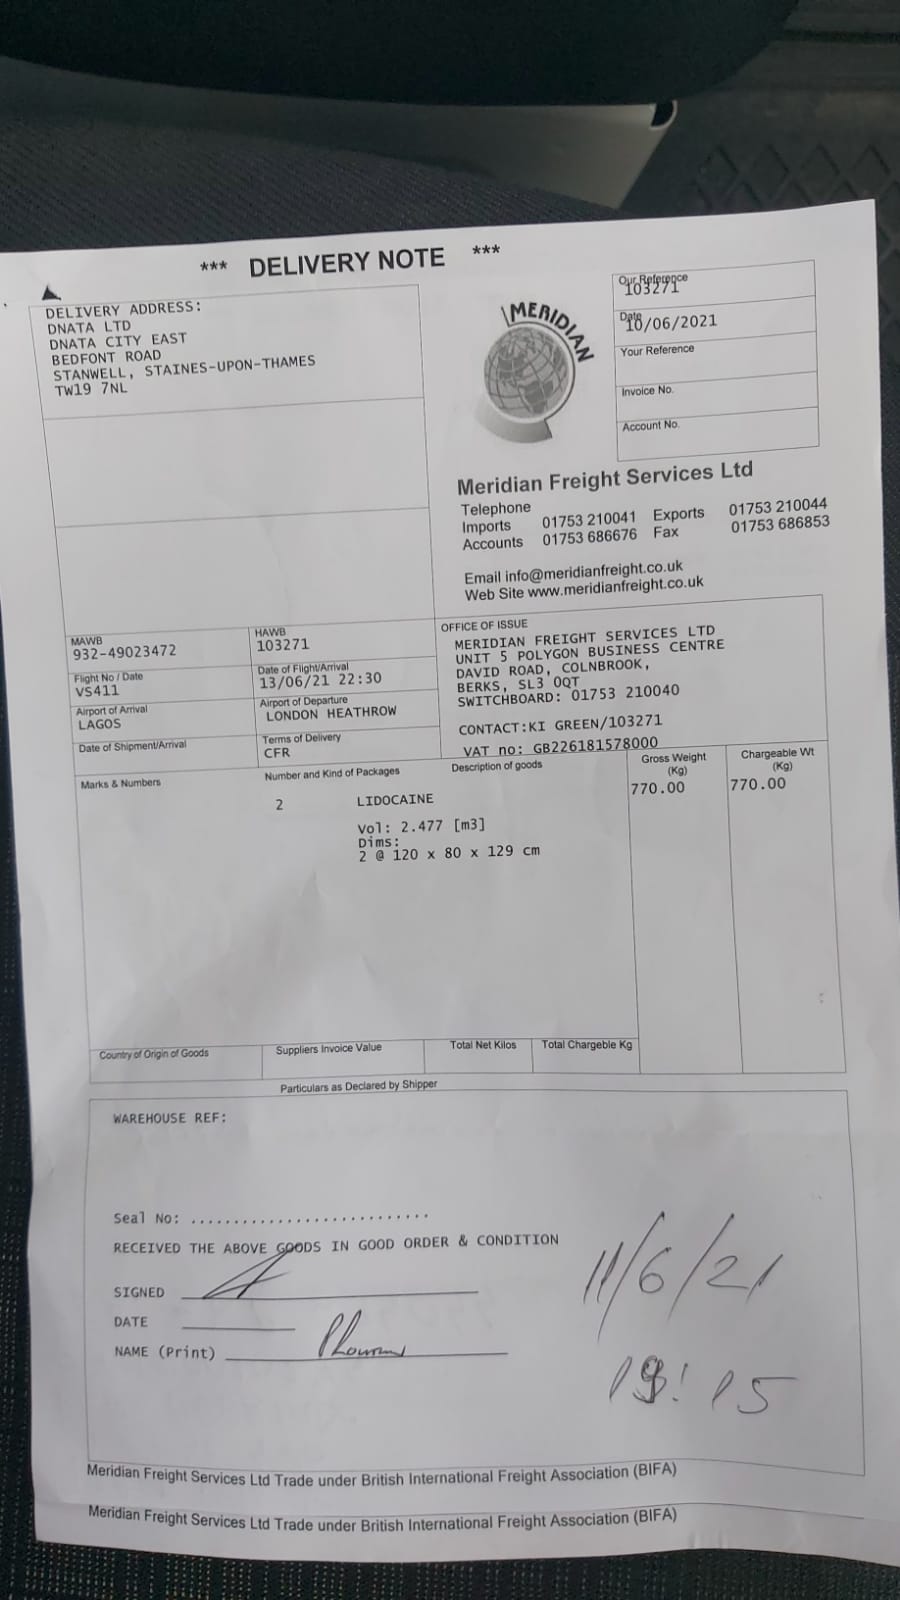 *** DELIVERY NOTE ***
DELIVERY ADDRESS:
DNATA LTD
DNATA CITY EAST
BEDFONT ROAD
STANWELL, STAINES-UPON-THAMES
TW19 7NL
MERIDIAN
Our Reference
103271
Date
10/06/2021
Your Reference
Invoice No.
Account No.
Meridian Freight Services Ltd
Telephone
Imports 01753 210041 Exports 01753 210044
Accounts 01753 686676 Fax 01753 686853
Email info@meridianfreight.co.uk
Web Site www.meridianfreight.co.uk
MAWB
932-49023472
HAWB
103271
Flight No / Date
VS411
Date of Flight/Arrival
13/06/21 22:30
Airport of Arrival
LAGOS
Airport of Departure
LONDON HEATHROW
Date of Shipment/Arrival
Terms of Delivery
CFR
OFFICE OF ISSUE
MERIDIAN FREIGHT SERVICES LTD
UNIT 5 POLYGON BUSINESS CENTRE
DAVID ROAD, COLNBROOK,
BERKS, SL3 0QT
SWITCHBOARD: 01753 210040
CONTACT:KI GREEN/103271
VAT no: GB226181578000
Marks & Numbers
Number and Kind of Packages
Description of goods
Gross Weight
(Kg)
Chargeable Wt
(Kg)
2 LIDOCAINE 770.00 770.00
Vol: 2.477 [m3]
Dims:
2 @ 120 x 80 x 129 cm
Country of Origin of Goods
Suppliers Invoice Value
Total Net Kilos
Total Chargeble Kg
Particulars as Declared by Shipper
WAREHOUSE REF:
Seal No: ............................
RECEIVED THE ABOVE GOODS IN GOOD ORDER & CONDITION
SIGNED
DATE
NAME (Print)
11/6/21
Meridian Freight Services Ltd Trade under British International Freight Association (BIFA)
Meridian Freight Services Ltd Trade under British International Freight Association (BIFA)